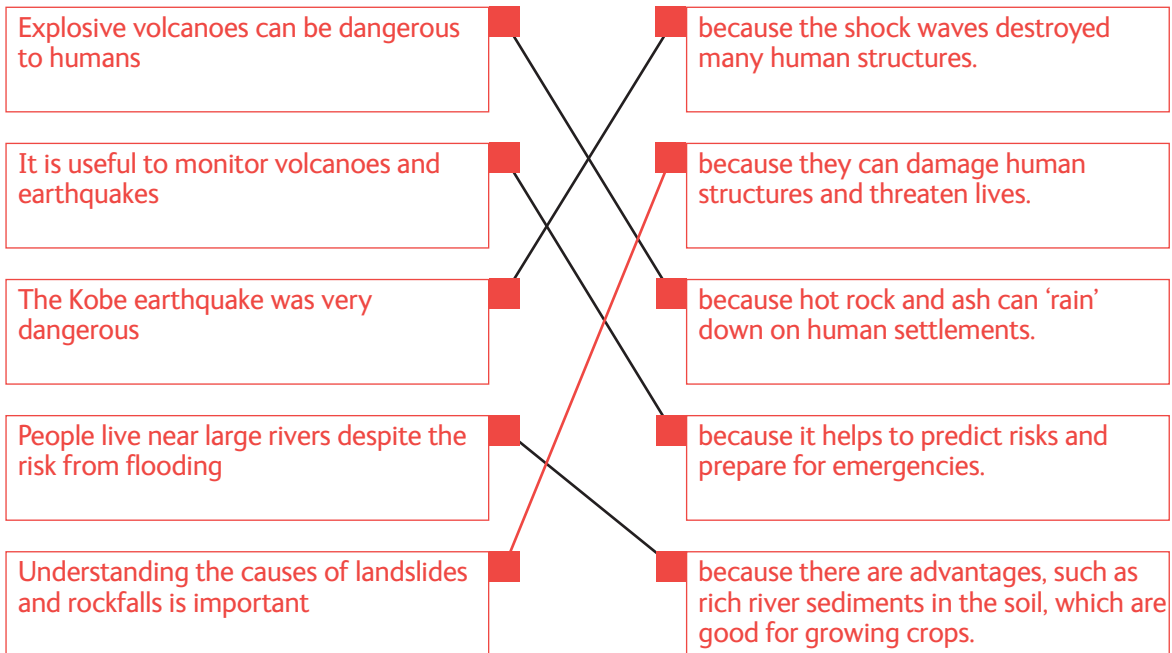 Explosive volcanoes can be dangerous
to humans
because the shock waves destroyed
many human structures.
It is useful to monitor volcanoes and
earthquakes
because they can damage human
structures and threaten lives.
The Kobe earthquake was very
dangerous
because hot rock and ash can ‘rain’
down on human settlements.
People live near large rivers despite the
risk from flooding
because it helps to predict risks and
prepare for emergencies.
Understanding the causes of landslides
and rockfalls is important
because there are advantages, such as
rich river sediments in the soil, which are
good for growing crops.